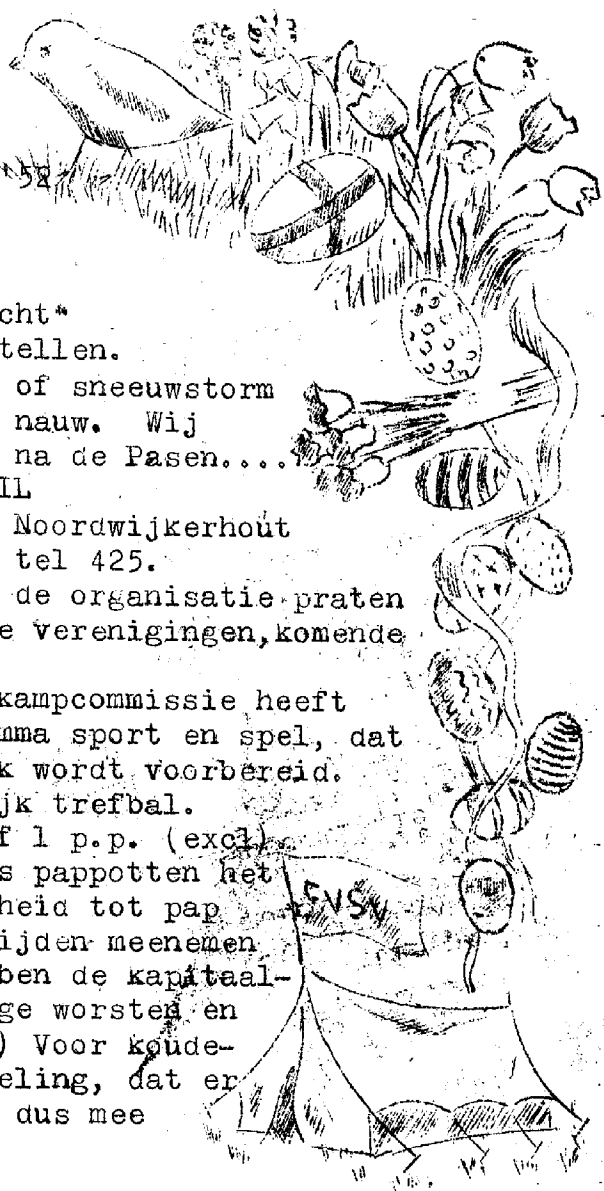 '58
cht"
tellen.
of sneeuwstorm
nauw. Wij
na de Pasen....
IL
Noordwijkerhout
tel 425.
de organisatie praten
e verenigingen,komende
kampcommissie heeft
mma sport en spel, dat
k wordt voorbereid.
jk trefbal.
f 1 p.p. (excl)
s pappotten het
heid tot pap
ijden meenemen
ben de kapitaal-
ge worsten en
) Voor koude-
eling, dat er
dus mee
FVSV